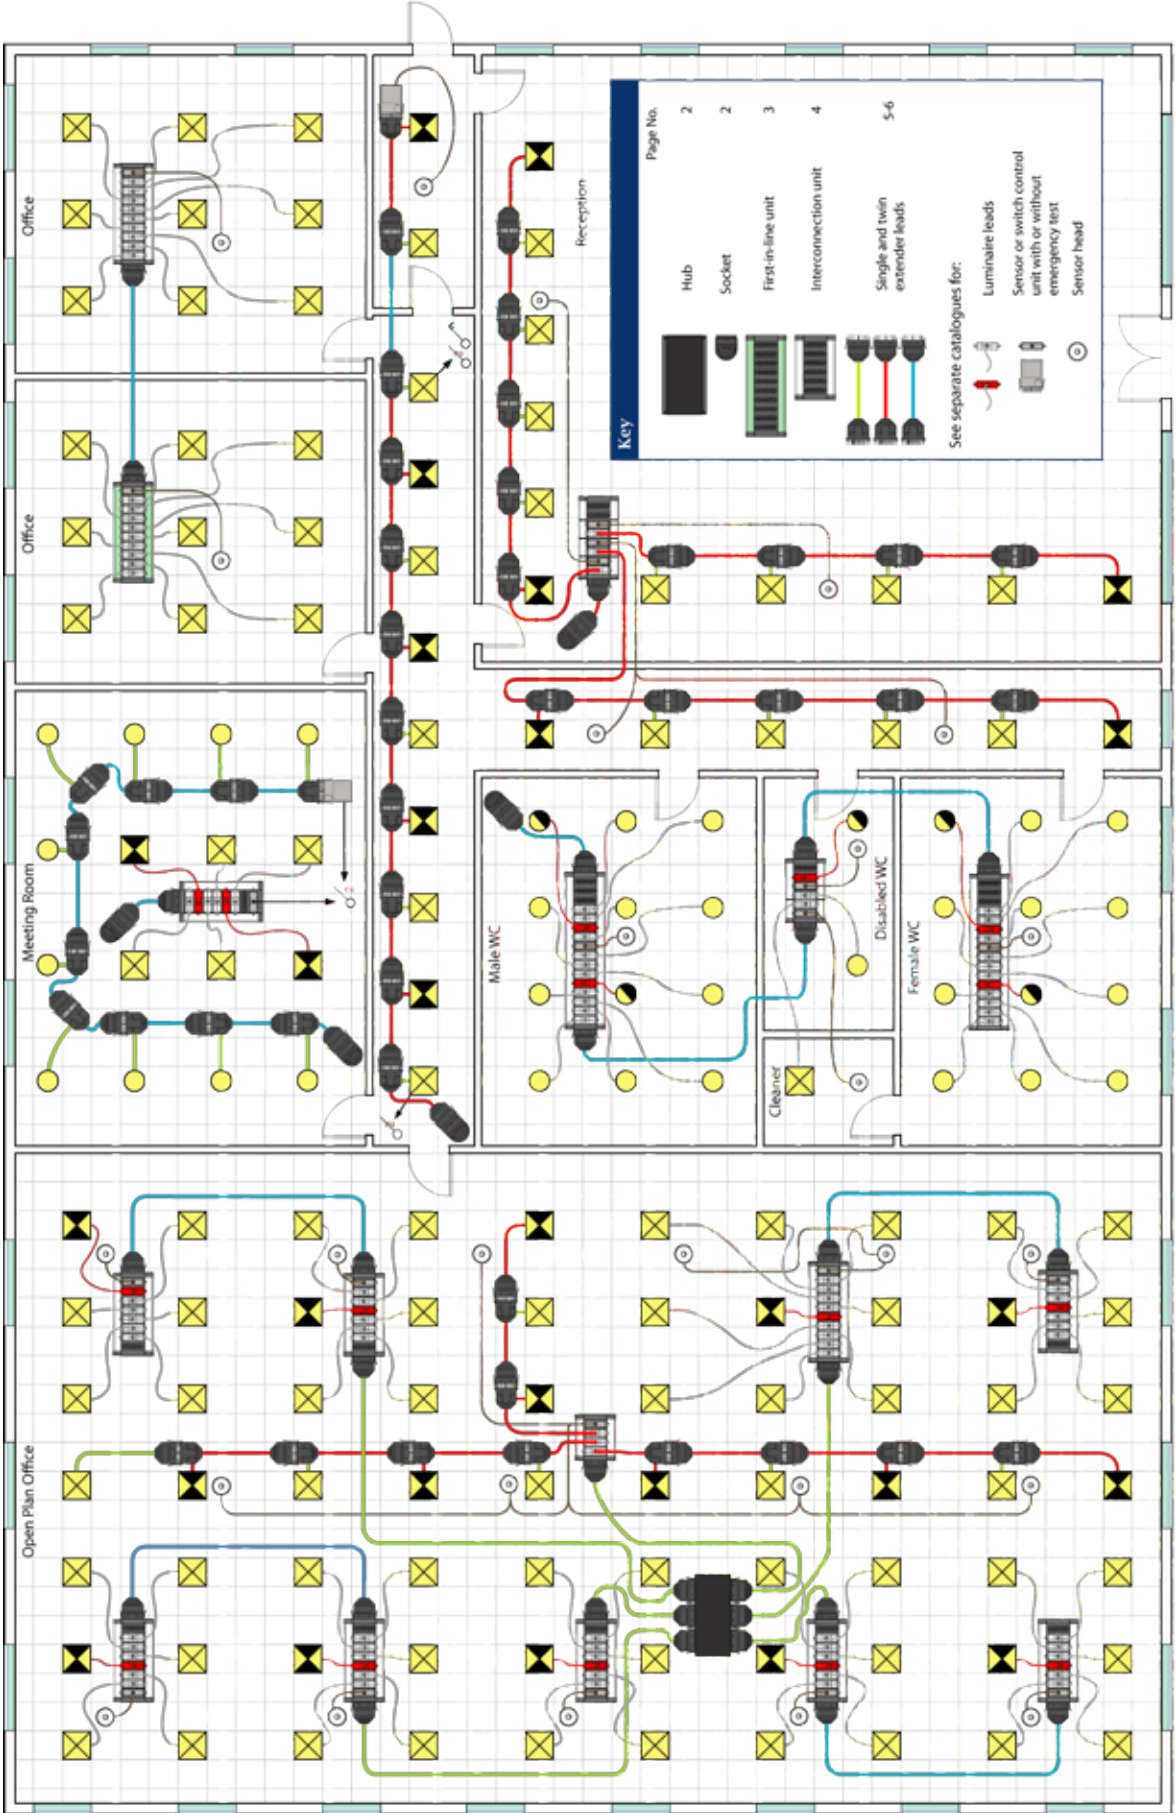 Office
Office
Meeting Room
Open Plan Office
Reception
Male WC
Cleaner
Disabled WC
Female WC
Key
Page No.
Hub 2
Socket 2
First-in-line unit 3
Interconnection unit 4
Single and twin
extender leads 5-6
See separate catalogues for:
Luminaire leads
Sensor or switch control
unit with or without
emergency test
Sensor head